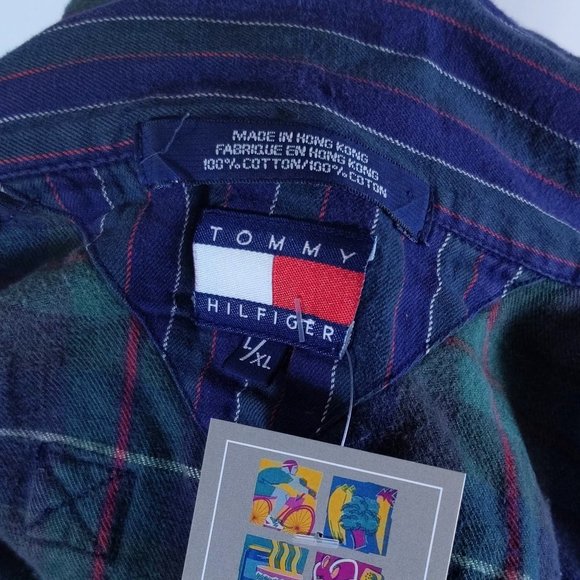 MADE IN HONG KONG
FABRIQUE EN HONG KONG
100% COTTON/100% COTON
TOMMY
HILFIGER
L/XL